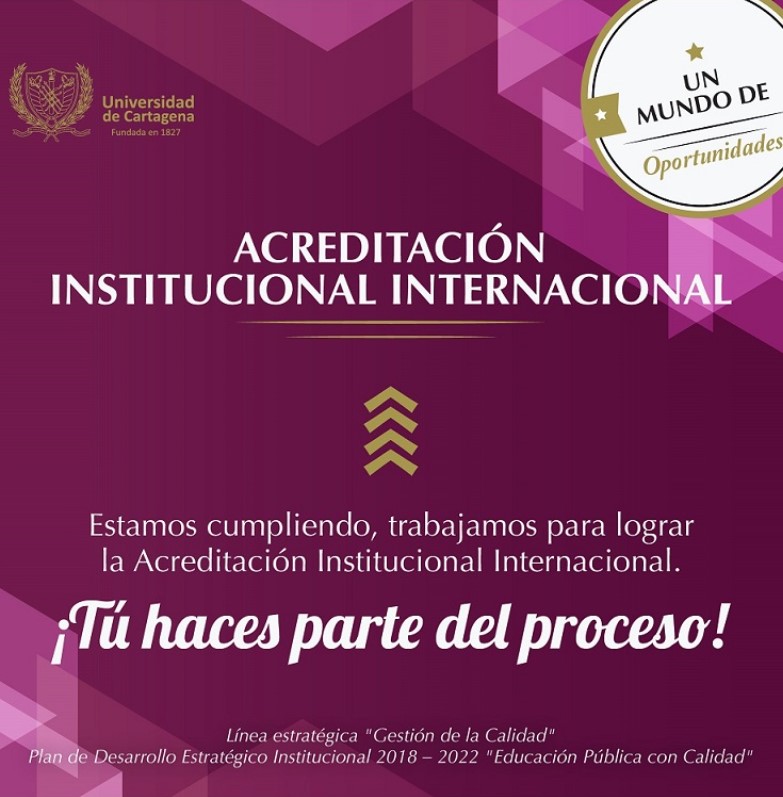 Universidad
de Cartagena
Fundada en 1827
UN
MUNDO DE
Oportunidades
ACREDITACIÓN
INSTITUCIONAL INTERNACIONAL
Estamos cumpliendo, trabajamos para lograr
la Acreditación Institucional Internacional.
¡Tú haces parte del proceso!
Línea estratégica "Gestión de la Calidad"
Plan de Desarrollo Estratégico Institucional 2018 – 2022 "Educación Pública con Calidad"